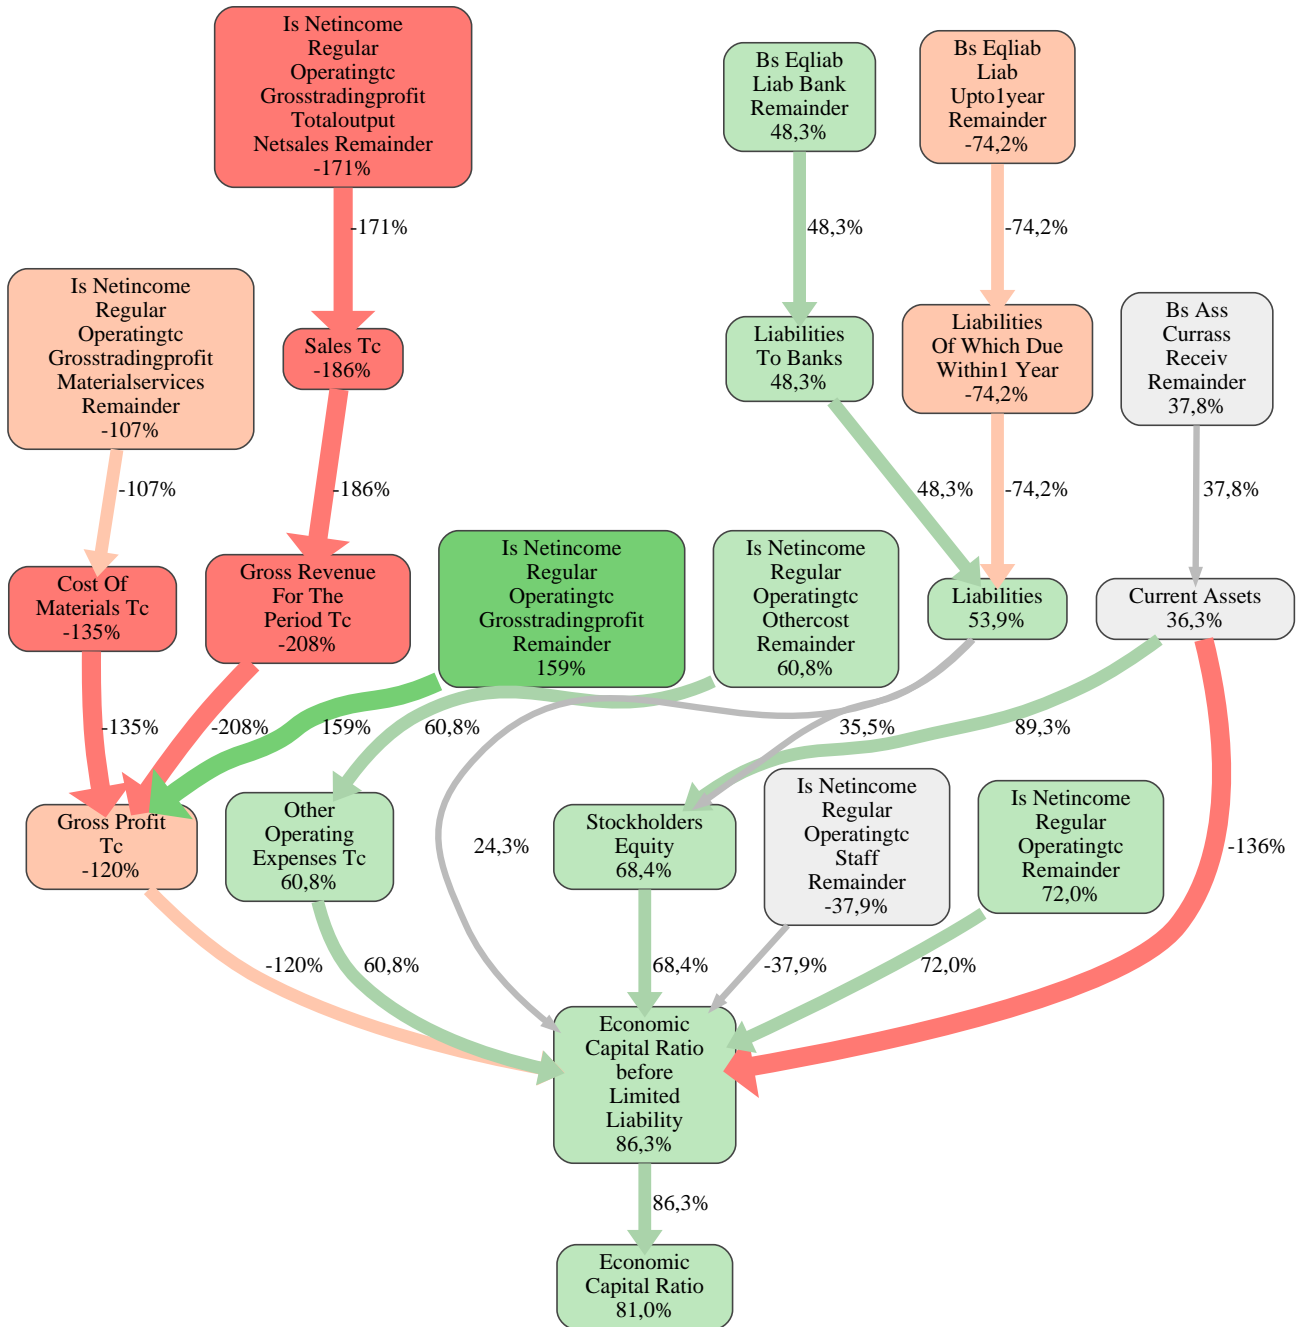 Is Netincome
Regular
Operatingtc
Grosstradingprofit
Totaloutput
Netsales Remainder
-171%
Bs Eqliab
Liab Bank
Remainder
48,3%
Bs Eqliab
Liab
Upto1year
Remainder
-74,2%
-171%
48,3%
-74,2%
Is Netincome
Regular
Operatingtc
Grosstradingprofit
Materialservices
Remainder
-107%
Sales Tc
-186%
Liabilities
To Banks
48,3%
Liabilities
Of Which Due
Within1 Year
-74,2%
Bs Ass
Currass
Receiv
Remainder
37,8%
-107%
-186%
48,3%
-74,2%
37,8%
Cost Of
Materials Tc
-135%
Gross Revenue
For The
Period Tc
-208%
Is Netincome
Regular
Operatingtc
Grosstradingprofit
Remainder
159%
Is Netincome
Regular
Operatingtc
Othercost
Remainder
60,8%
Liabilities
53,9%
Current Assets
36,3%
-135%
-208%
159%
60,8%
35,5%
89,3%
Gross Profit
Tc
-120%
Other
Operating
Expenses Tc
60,8%
24,3%
Stockholders
Equity
68,4%
Is Netincome
Regular
Operatingtc
Staff
Remainder
-37,9%
Is Netincome
Regular
Operatingtc
Remainder
72,0%
-136%
-120%
60,8%
68,4%
-37,9%
72,0%
Economic
Capital Ratio
before
Limited
Liability
86,3%
86,3%
Economic
Capital Ratio
81,0%